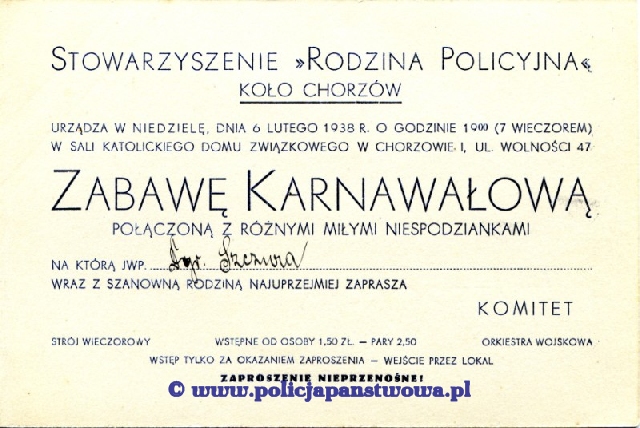 STOWARZYSZENIE »RODZINA POLICYJNA«
KOŁO CHORZÓW
URZĄDZA W NIEDZIELĘ, DNIA 6 LUTEGO 1938 R. O GODZINIE 1900 (7 WIECZOREM)
W SALI KATOLICKIEGO DOMU ZWIĄZKOWEGO W CHORZOWIE I, UL. WOLNOŚCI 47
ZABAWĘ KARNAWAŁOWĄ
POŁĄCZONĄ Z RÓŻNYMI MIŁYMI NIESPODZIANKAMI
NA KTÓRĄ JWP. Szczura
WRAZ Z SZANOWNĄ RODZINĄ NAJUPRZEJMIEJ ZAPRASZA
KOMITET
STRÓJ WIECZOROWY WSTĘPNE OD OSOBY 1,50 ZŁ. — PARY 2,50 ORKIESTRA WOJSKOWA
WSTĘP TYLKO ZA OKAZANIEM ZAPROSZENIA — WEJŚCIE PRZEZ LOKAL
ZAPROSZENIE NIEPRZENOŚNE!
© www.policjapanstwowa.pl